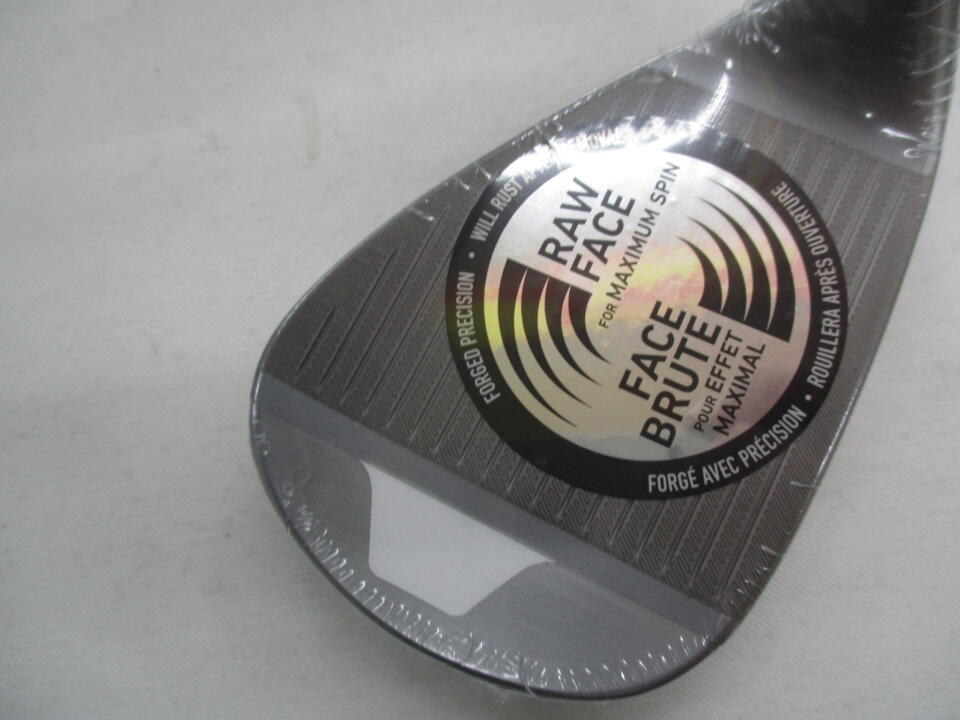 RAW
FACE
FOR MAXIMUM SPIN
FACE
BRUTE
POUR EFFET
MAXIMAL
FORGED PRECISION • WILL RUST
FORGÉ AVEC PRÉCISION • ROUILLERA APRÈS OUVERTURE